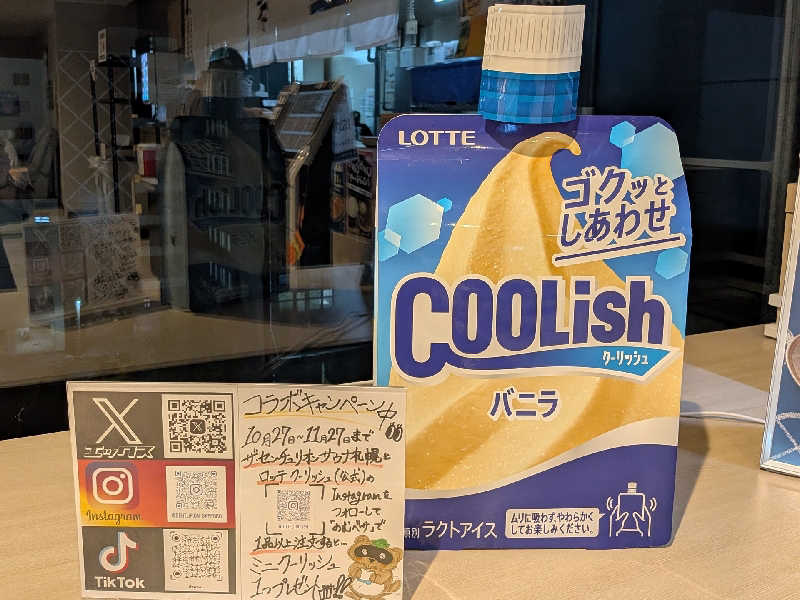 LOTTE
ゴクッと
しあわせ
COOLish
クーリッシュ
バニラ
種別 ラクトアイス
ムリに吸わず、やわらかく
してお楽しみください。
X
Instagram
TikTok
コラボキャンペーン中
10月27日~11月27日まで
ザ・センチュリオンサウナ札幌と
ロッテ クーリッシュ(公式)の
Instagramを
フォローして
1品以上注文すると…
ミニクーリッシュ
1つプレゼント!!!